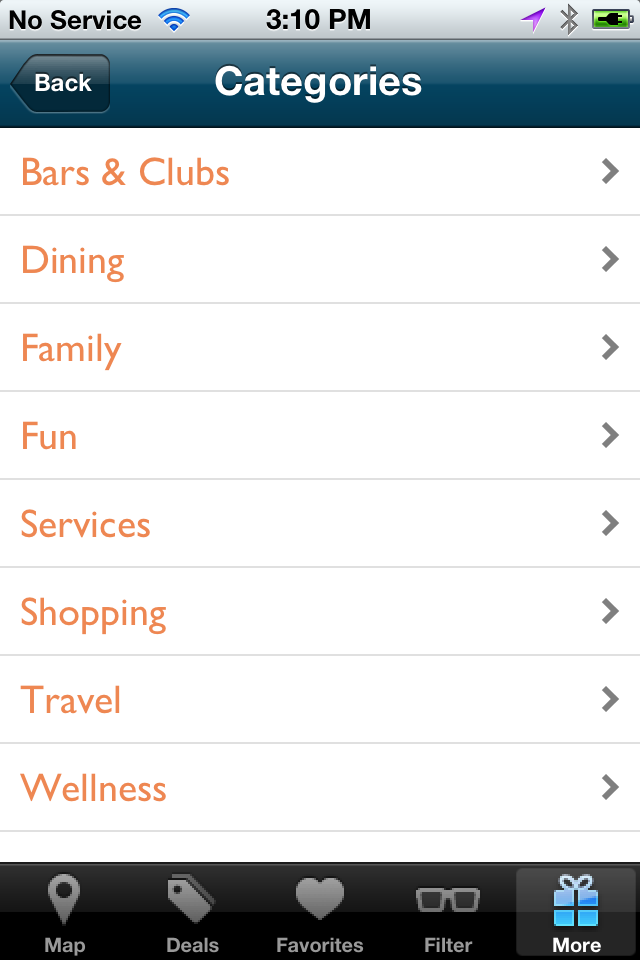 No Service 3:10 PM
Back Categories
Bars & Clubs
Dining
Family
Fun
Services
Shopping
Travel
Wellness
Map Deals Favorites Filter More